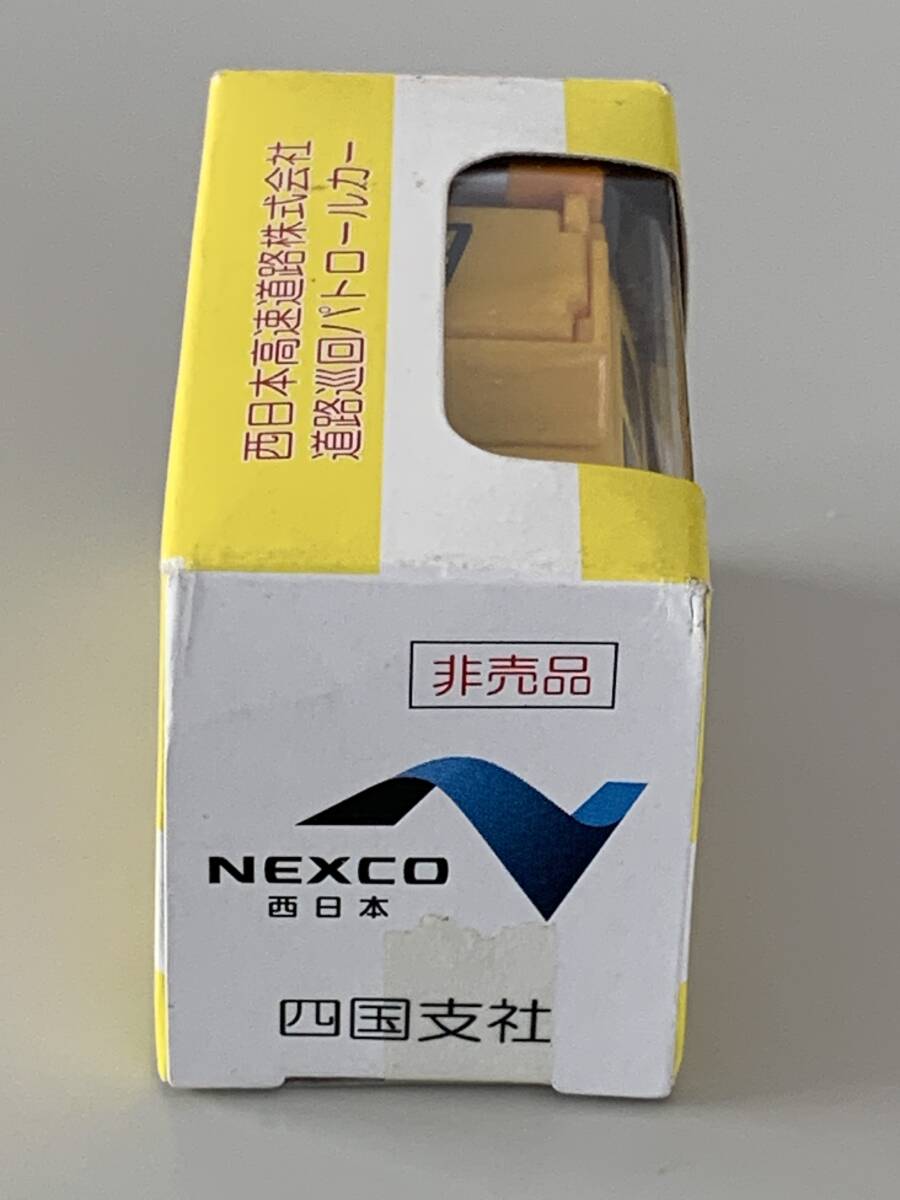 西日本高速道路株式会社
道路巡回パトロールカー
非売品
NEXCO
西日本
四国支社